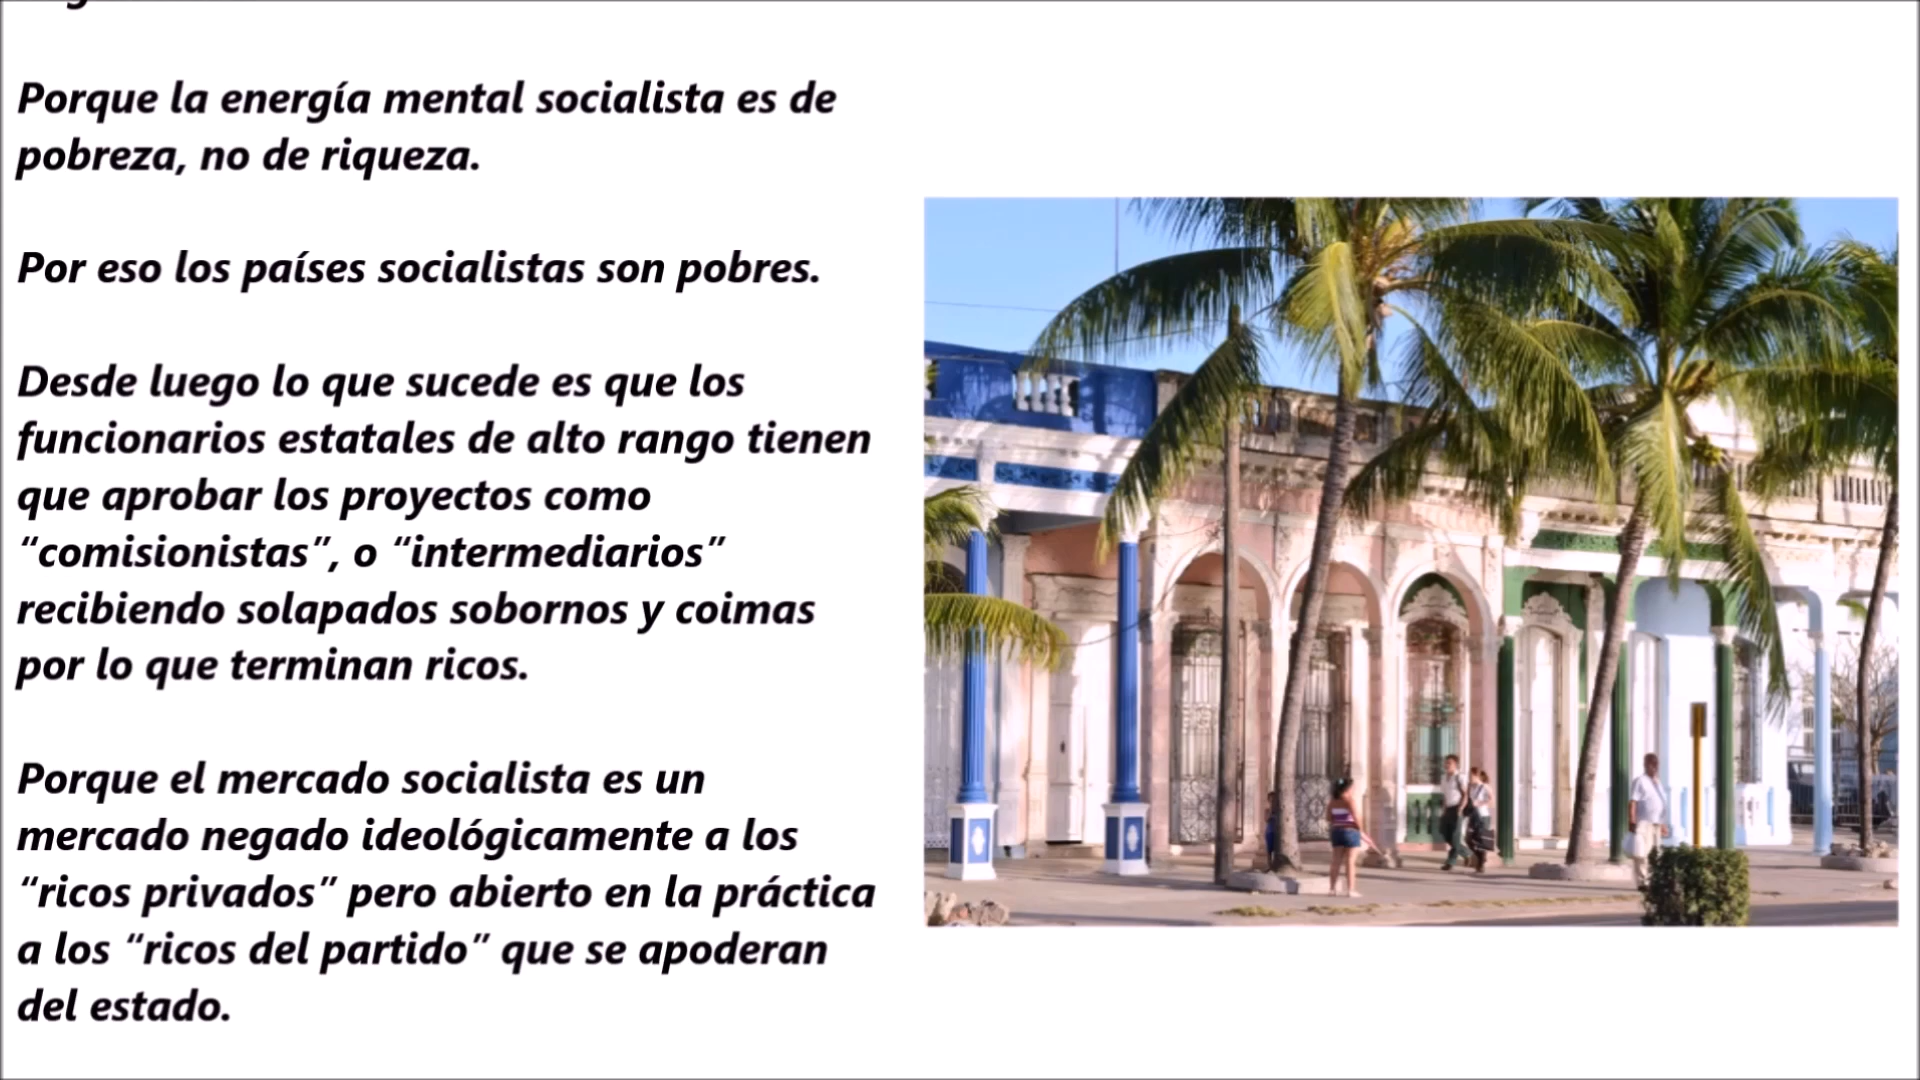 Porque la energía mental socialista es de
pobreza, no de riqueza.
Por eso los países socialistas son pobres.
Desde luego lo que sucede es que los
funcionarios estatales de alto rango tienen
que aprobar los proyectos como
“comisionistas”, o “intermediarios”
recibiendo solapados sobornos y coimas
por lo que terminan ricos.
Porque el mercado socialista es un
mercado negado ideológicamente a los
“ricos privados” pero abierto en la práctica
a los “ricos del partido” que se apoderan
del estado.